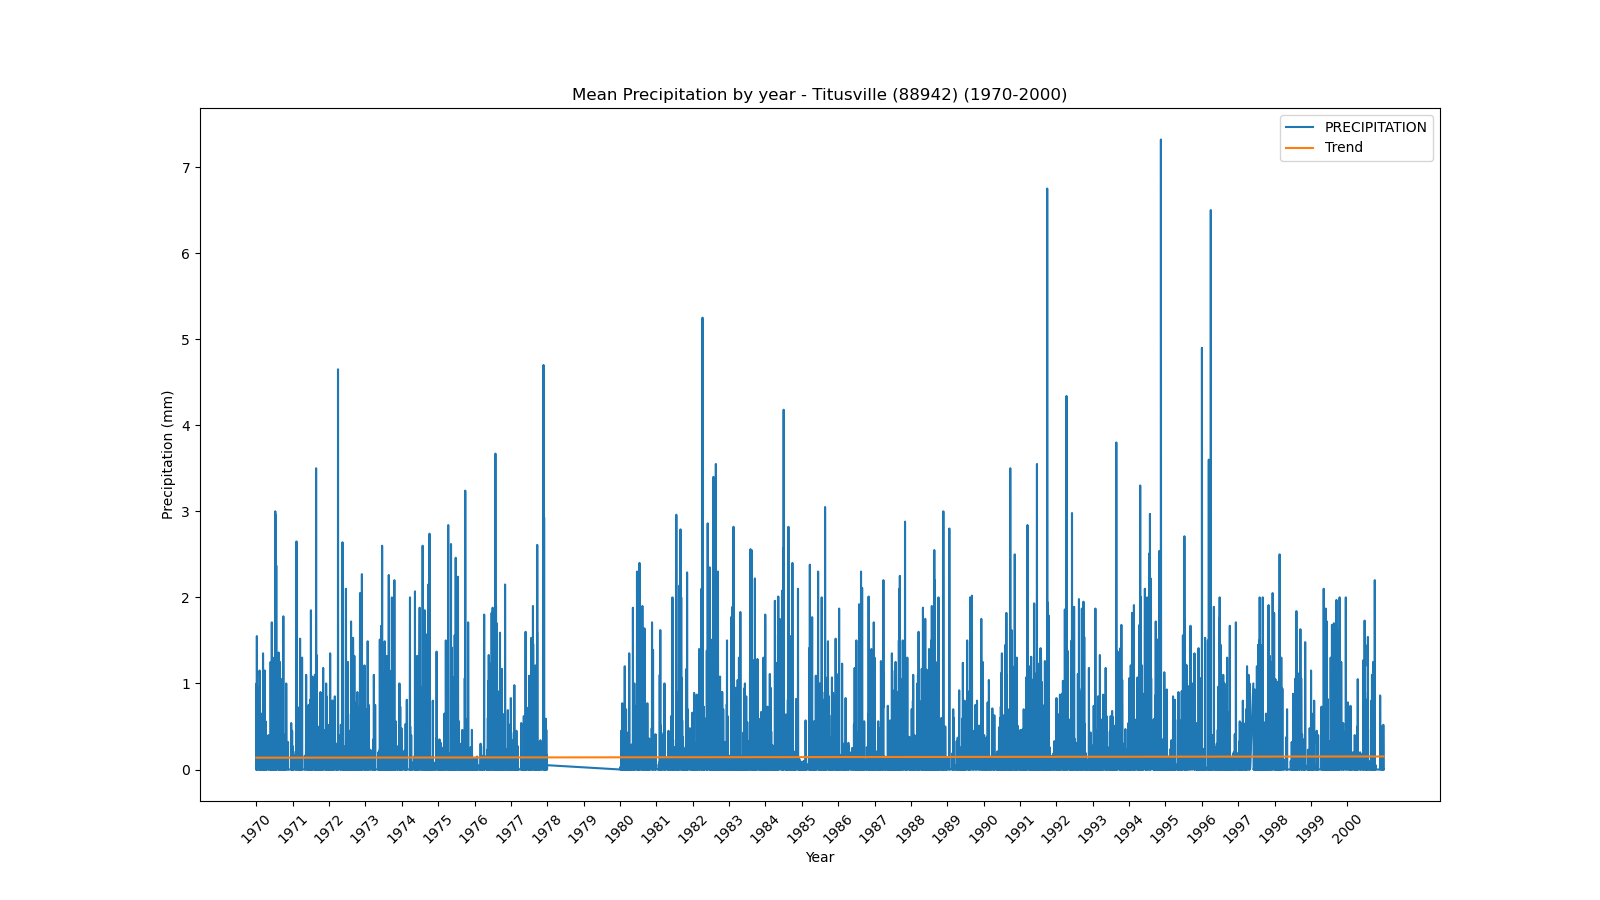 Mean Precipitation by year - Titusville (88942) (1970-2000)
PRECIPITATION
Trend
7
6
5
4
3
2
1
0
Precipitation (mm)
1970 1971 1972 1973 1974 1975 1976 1977 1978 1979 1980 1981 1982 1983 1984 1985 1986 1987 1988 1989 1990 1991 1992 1993 1994 1995 1996 1997 1998 1999 2000
Year